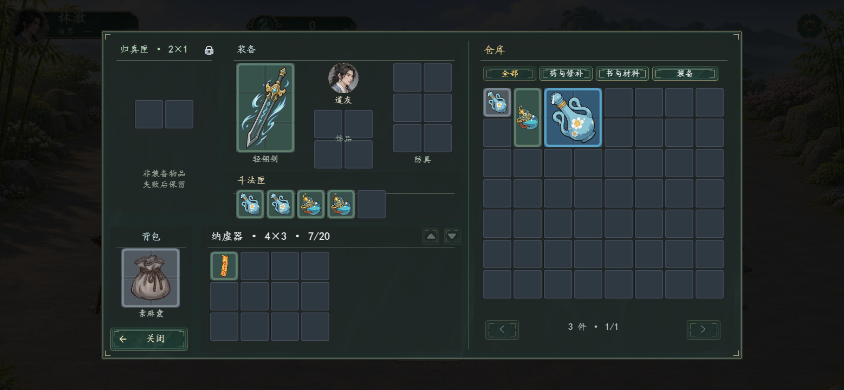 归真匣 • 2×1
装备
轻翎剑
道友
饰品
防具
非装备物品
失败后保留
斗法匣
背包
素麻囊
关闭
纳虚器 • 4×3 • 7/20
仓库
全部
药与修补
书与材料
装备
3 件 • 1/1